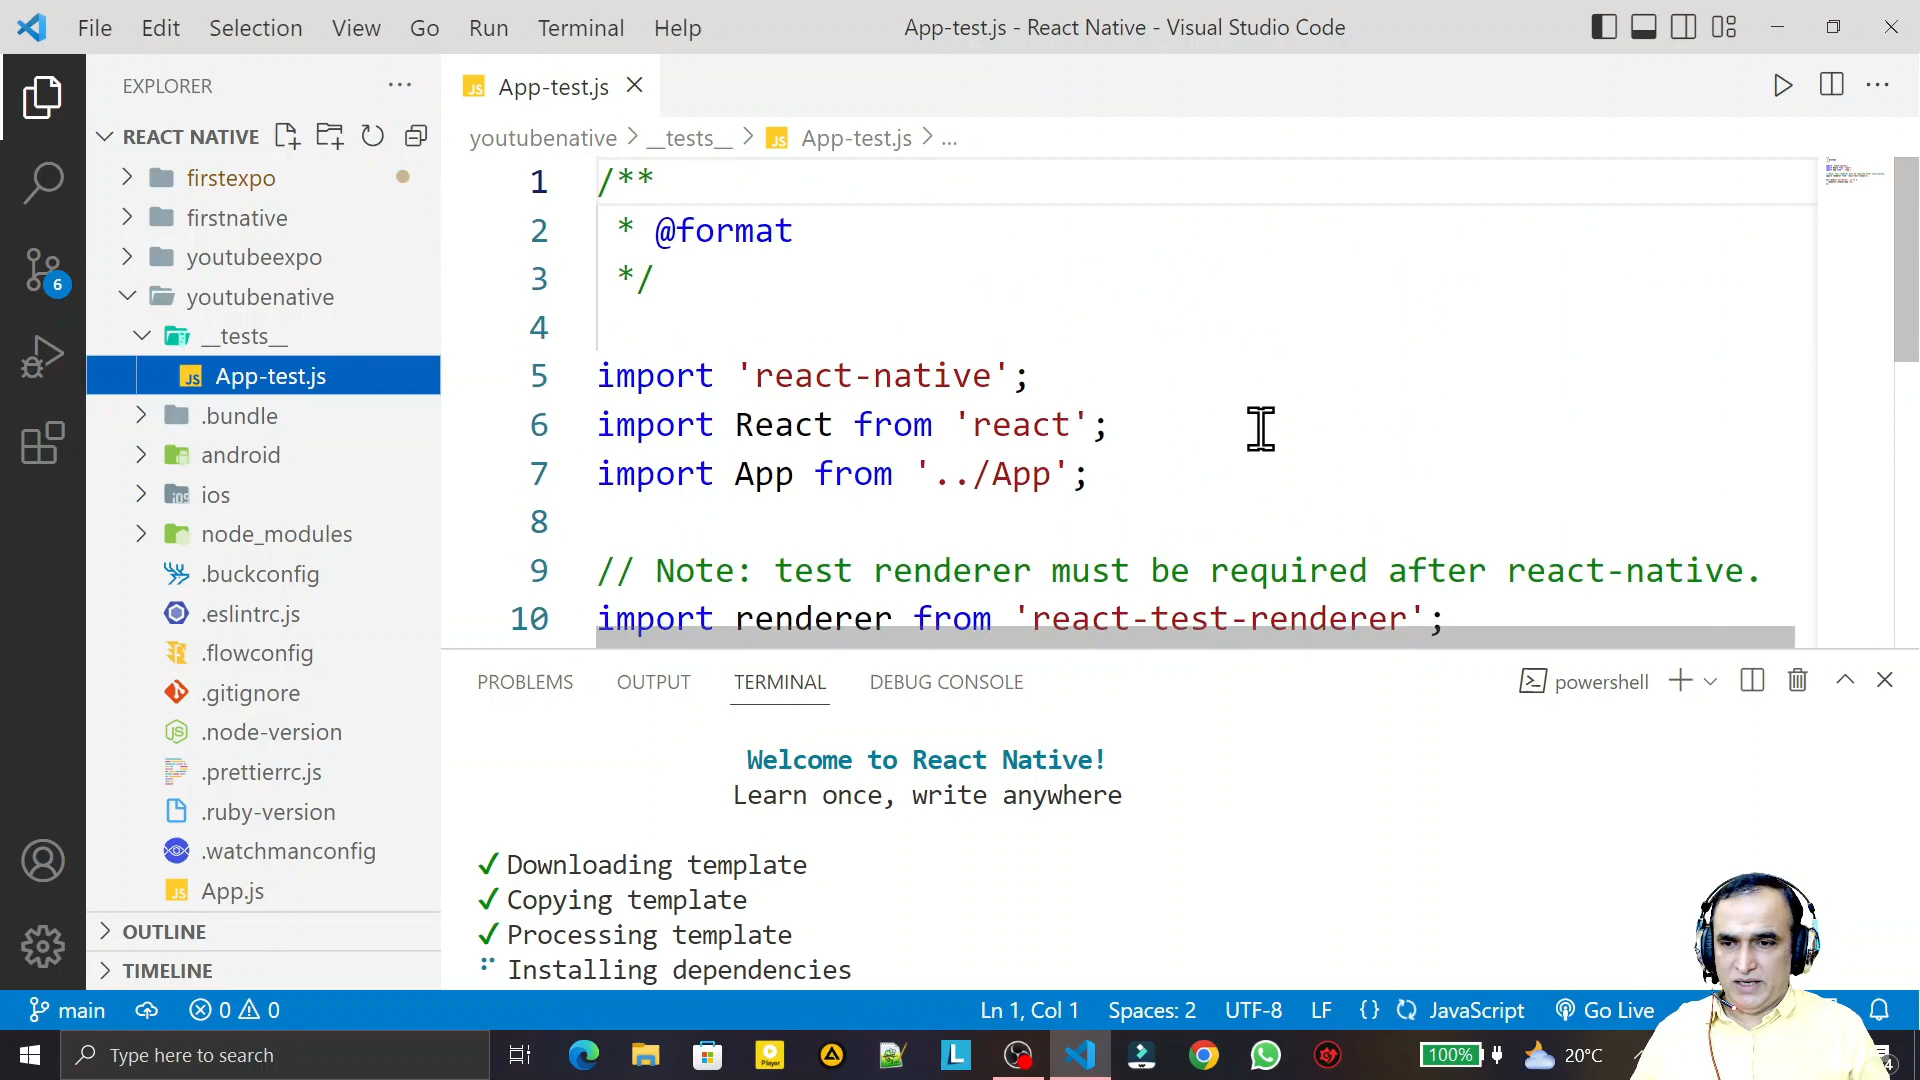 File Edit Selection View Go Run Terminal Help
App-test.js - React Native - Visual Studio Code
EXPLORER
App-test.js
REACT NATIVE
youtubenative > __tests__ > JS App-test.js > ...
firstexpo
firstnative
youtubeexpo
youtubenative
__tests__
JS App-test.js
.bundle
android
ios
node_modules
.buckconfig
.eslintrc.js
.flowconfig
.gitignore
.node-version
.prettierrc.js
.ruby-version
.watchmanconfig
JS App.js
OUTLINE
TIMELINE
6
1 /**
2 * @format
3 */
4
5 import 'react-native';
6 import React from 'react';
7 import App from '../App';
8
9 // Note: test renderer must be required after react-native.
10 import renderer from 'react-test-renderer';
PROBLEMS OUTPUT TERMINAL DEBUG CONSOLE
powershell
Welcome to React Native!
Learn once, write anywhere
✔ Downloading template
✔ Copying template
✔ Processing template
Installing dependencies
main 0 0 Ln 1, Col 1 Spaces: 2 UTF-8 LF {} JavaScript Go Live
Type here to search
Player
L
100%
20°C